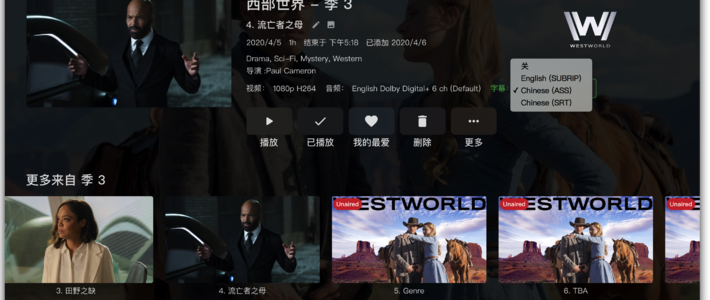 西部世界 - 季 3
4. 流亡者之母
2020/4/5 1h 结束于 下午5:18 已添加 2020/4/6
Drama, Sci-Fi, Mystery, Western
导演 :Paul Cameron
视频: 1080p H264 音频: English Dolby Digital+ 6 ch (Default) 字幕:
关
English (SUBRIP)
✓ Chinese (ASS)
Chinese (SRT)
W
WESTWORLD
播放 已播放 我的最爱 删除 更多
更多来自 季 3
Unaired ESTWORLD
Unaired ESTWORLD
Unaired ES
3. 田野之缺 4. 流亡者之母 5. Genre 6. TBA